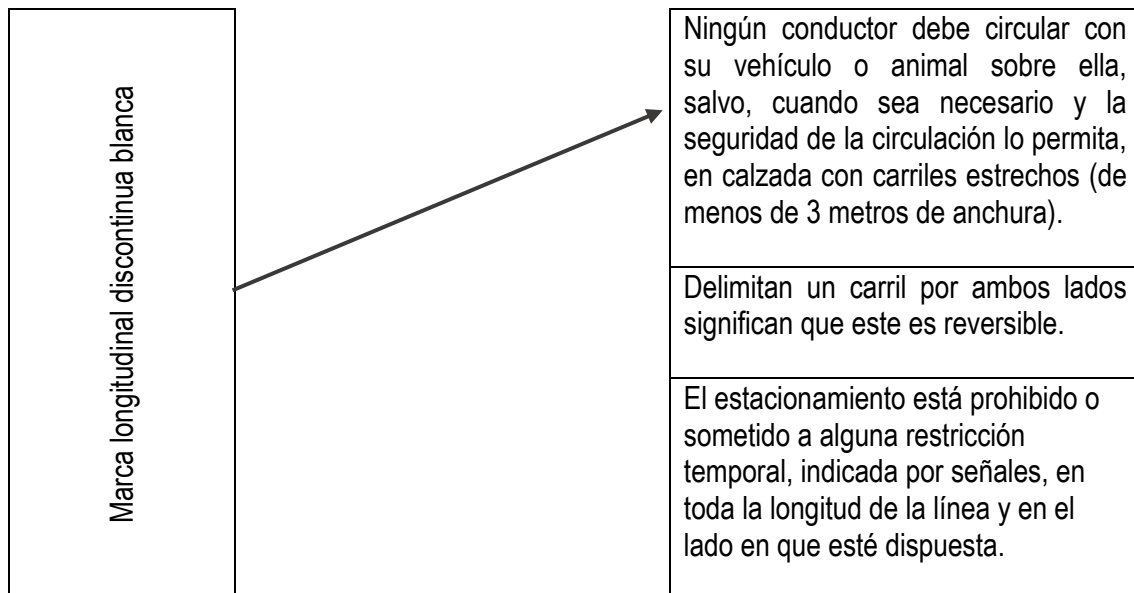 Marca longitudinal discontinua blanca
Ningún conductor debe circular con
su vehículo o animal sobre ella,
salvo, cuando sea necesario y la
seguridad de la circulación lo permita,
en calzada con carriles estrechos (de
menos de 3 metros de anchura).
Delimitan un carril por ambos lados
significan que este es reversible.
El estacionamiento está prohibido o
sometido a alguna restricción
temporal, indicada por señales, en
toda la longitud de la línea y en el
lado en que esté dispuesta.